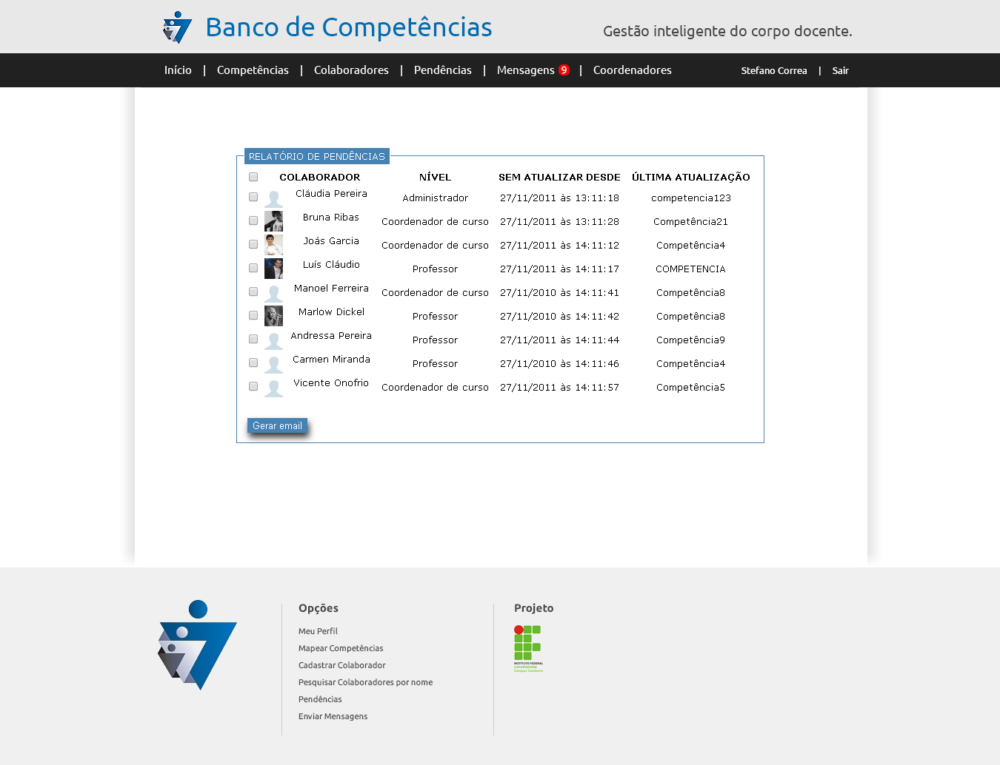 Banco de Competências
Gestão inteligente do corpo docente.
Início | Competências | Colaboradores | Pendências | Mensagens 9 | Coordenadores Stefano Correa | Sair
RELATÓRIO DE PENDÊNCIAS
COLABORADOR NÍVEL SEM ATUALIZAR DESDE ÚLTIMA ATUALIZAÇÃO
Cláudia Pereira Administrador 27/11/2011 às 13:11:18 competencia123
Bruna Ribas Coordenador de curso 27/11/2011 às 13:11:28 Competência21
Joás Garcia Coordenador de curso 27/11/2011 às 14:11:12 Competência4
Luís Cláudio Professor 27/11/2011 às 14:11:17 COMPETENCIA
Manoel Ferreira Coordenador de curso 27/11/2010 às 14:11:41 Competência8
Marlow Dickel Professor 27/11/2010 às 14:11:42 Competência8
Andressa Pereira Professor 27/11/2011 às 14:11:44 Competência9
Carmen Miranda Professor 27/11/2010 às 14:11:46 Competência4
Vicente Onofrio Coordenador de curso 27/11/2011 às 14:11:57 Competência5
Gerar email
Opções
Meu Perfil
Mapear Competências
Cadastrar Colaborador
Pesquisar Colaboradores por nome
Pendências
Enviar Mensagens
Projeto
INSTITUTO FEDERAL
CATARINENSE
Campus Camboriú